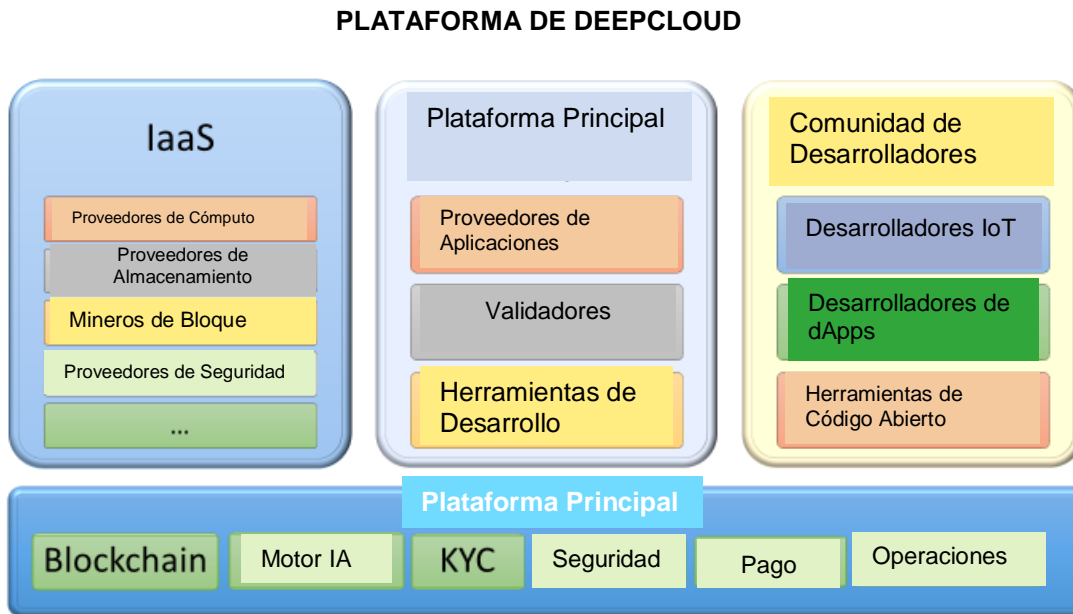 PLATAFORMA DE DEEPCLOUD
IaaS
Proveedores de Cómputo
Proveedores de
Almacenamiento
Mineros de Bloque
Proveedores de Seguridad
...
Plataforma Principal
Proveedores de
Aplicaciones
Validadores
Herramientas de
Desarrollo
Comunidad de
Desarrolladores
Desarrolladores IoT
Desarrolladores de
dApps
Herramientas de
Código Abierto
Plataforma Principal
Blockchain
Motor IA
KYC
Seguridad
Pago
Operaciones